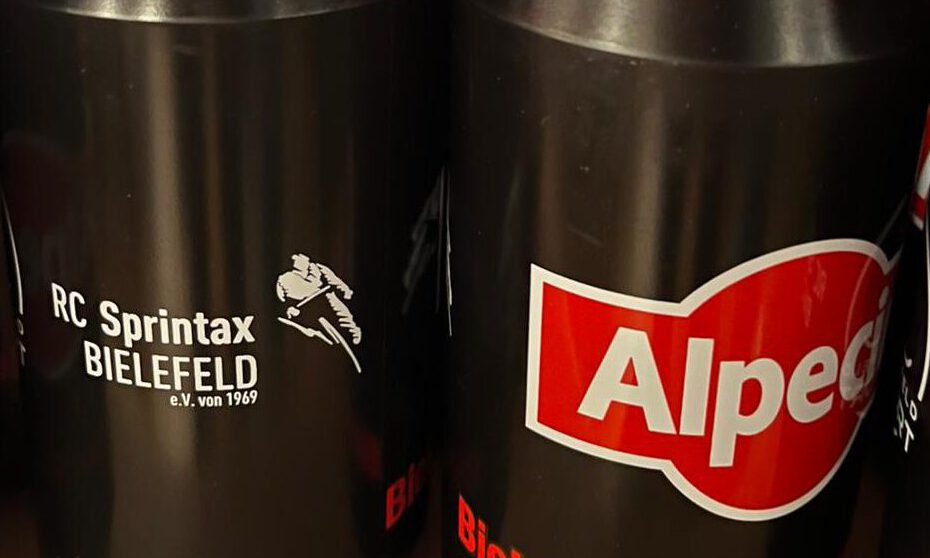 RC Sprintax
BIELEFELD
e.V. von 1969
Alpeci